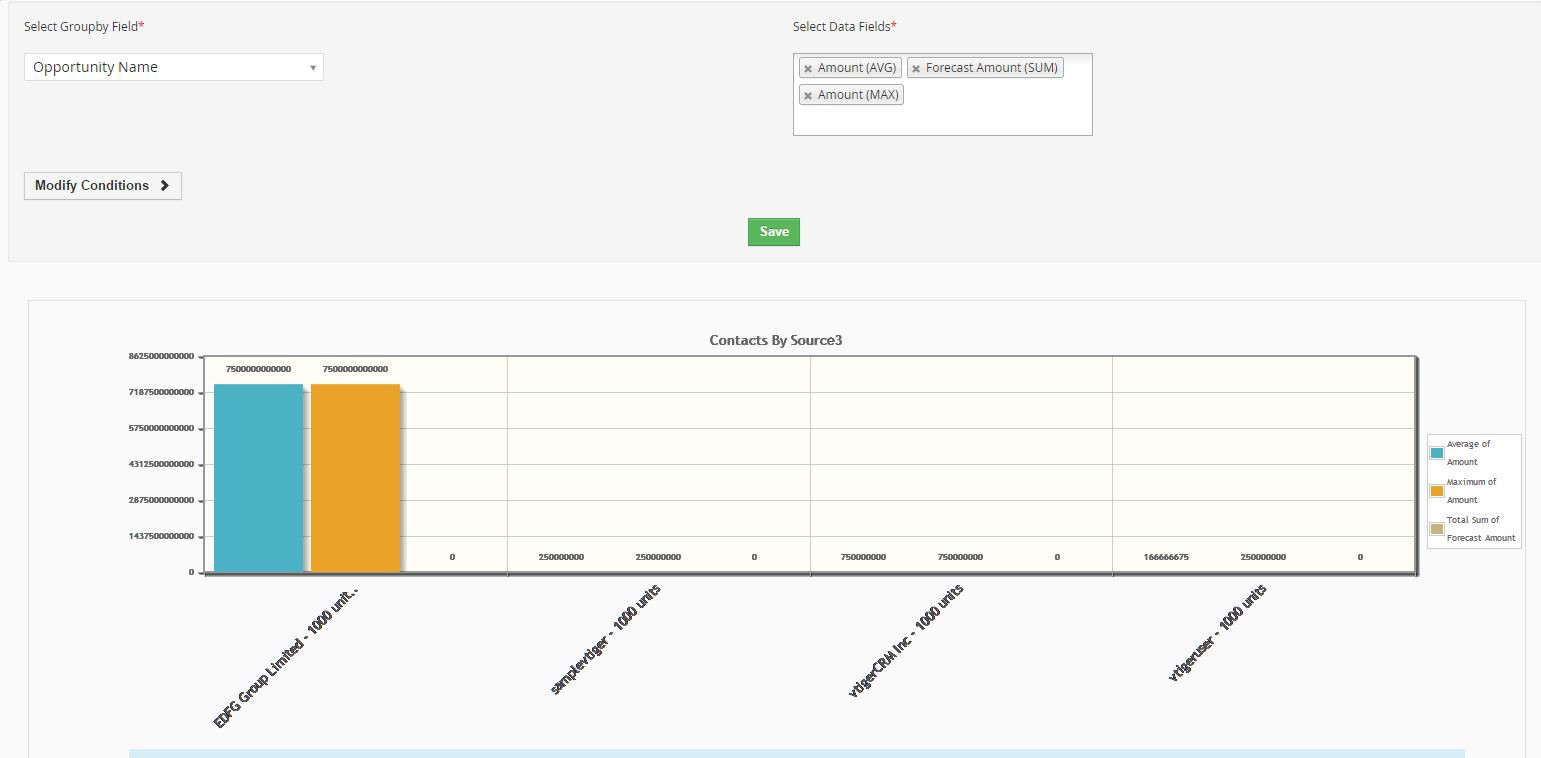 Select Groupby Field*
Select Data Fields*
Opportunity Name
Amount (AVG)
Forecast Amount (SUM)
Amount (MAX)
Modify Conditions
Save
Contacts By Source3
8625000000000
7187500000000
5750000000000
4312500000000
2875000000000
1437500000000
0
7500000000000
7500000000000
0
250000000
250000000
0
750000000
750000000
0
166666675
250000000
0
EDFG Group Limited - 1000 unit..
samplevtiger - 1000 units
vtigerCRM Inc - 1000 units
vtigeruser - 1000 units
Average of
Amount
Maximum of
Amount
Total Sum of
Forecast Amount